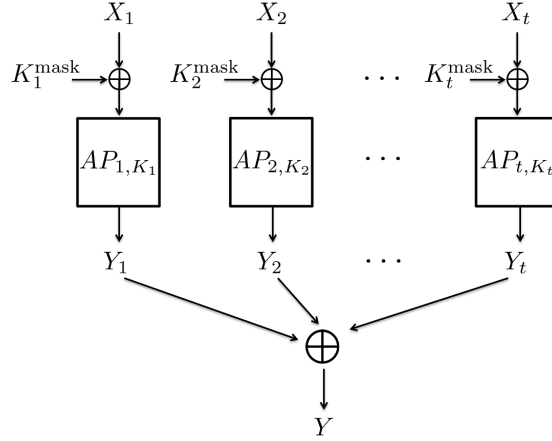 X_1 X_2 X_t
K_1^mask ⊕ K_2^mask ⊕ ··· K_t^mask ⊕
AP_{1,K_1} AP_{2,K_2} ··· AP_{t,K_t}
Y_1 Y_2 ··· Y_t
⊕
Y